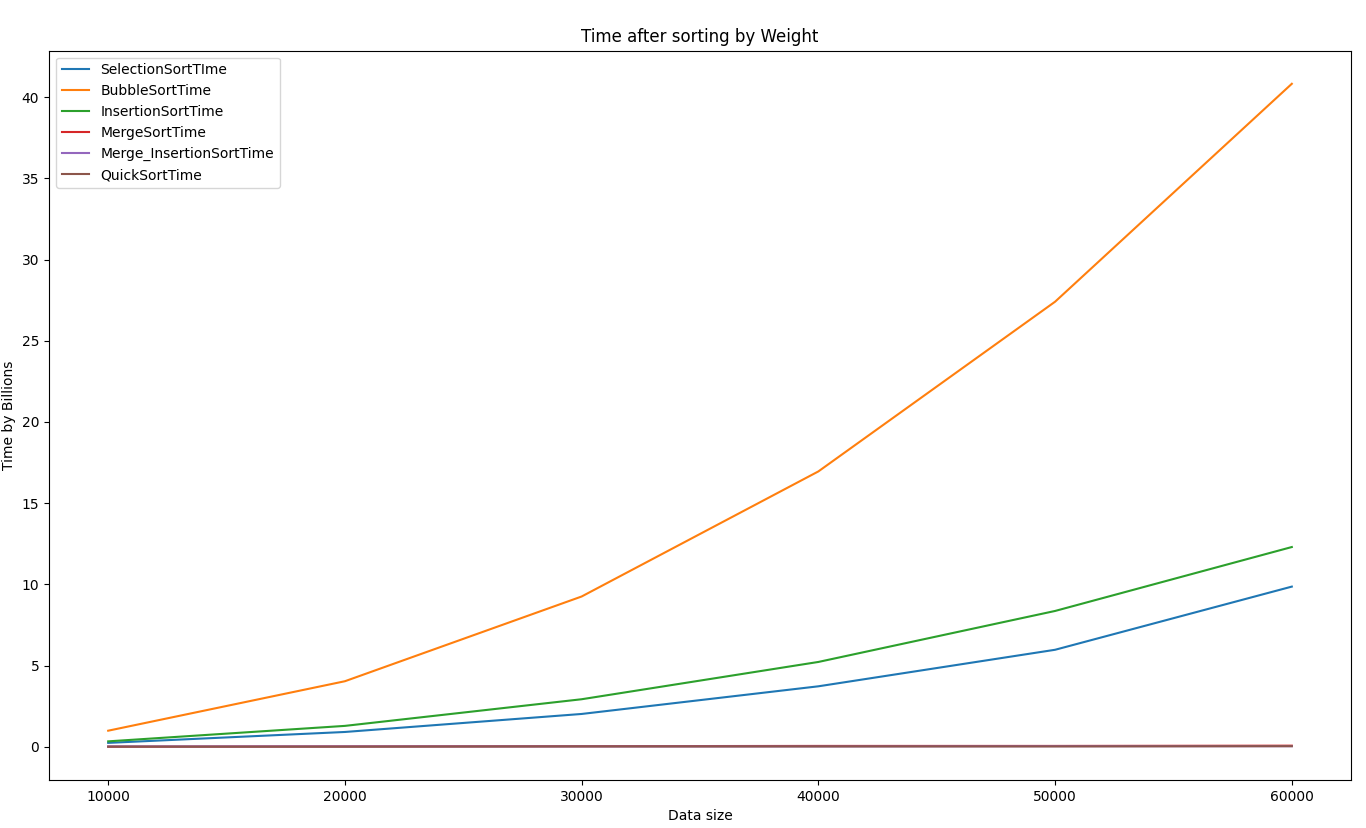 Time after sorting by Weight
SelectionSortTIme
BubbleSortTime
InsertionSortTime
MergeSortTime
Merge_InsertionSortTime
QuickSortTime
40
35
30
25
20
15
10
5
0
Time by Billions
10000 20000 30000 40000 50000 60000
Data size